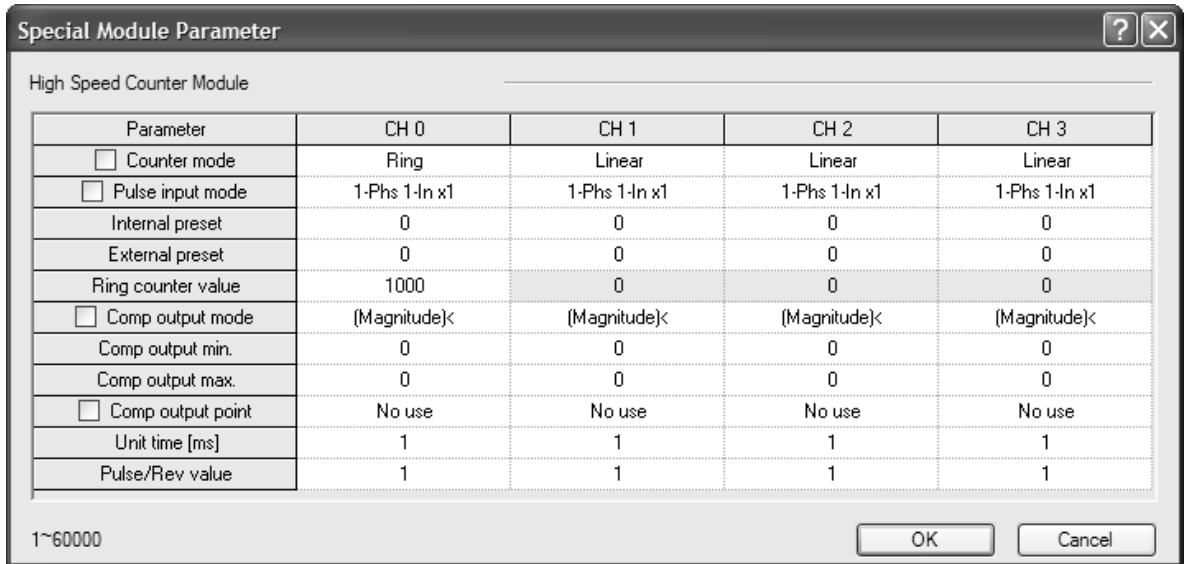 Special Module Parameter
High Speed Counter Module
Parameter CH 0 CH 1 CH 2 CH 3
Counter mode Ring Linear Linear Linear
Pulse input mode 1-Phs 1-In x1 1-Phs 1-In x1 1-Phs 1-In x1 1-Phs 1-In x1
Internal preset 0 0 0 0
External preset 0 0 0 0
Ring counter value 1000 0 0 0
Comp output mode (Magnitude)< (Magnitude)< (Magnitude)< (Magnitude)<
Comp output min. 0 0 0 0
Comp output max. 0 0 0 0
Comp output point No use No use No use No use
Unit time [ms] 1 1 1 1
Pulse/Rev value 1 1 1 1
1~60000 OK Cancel